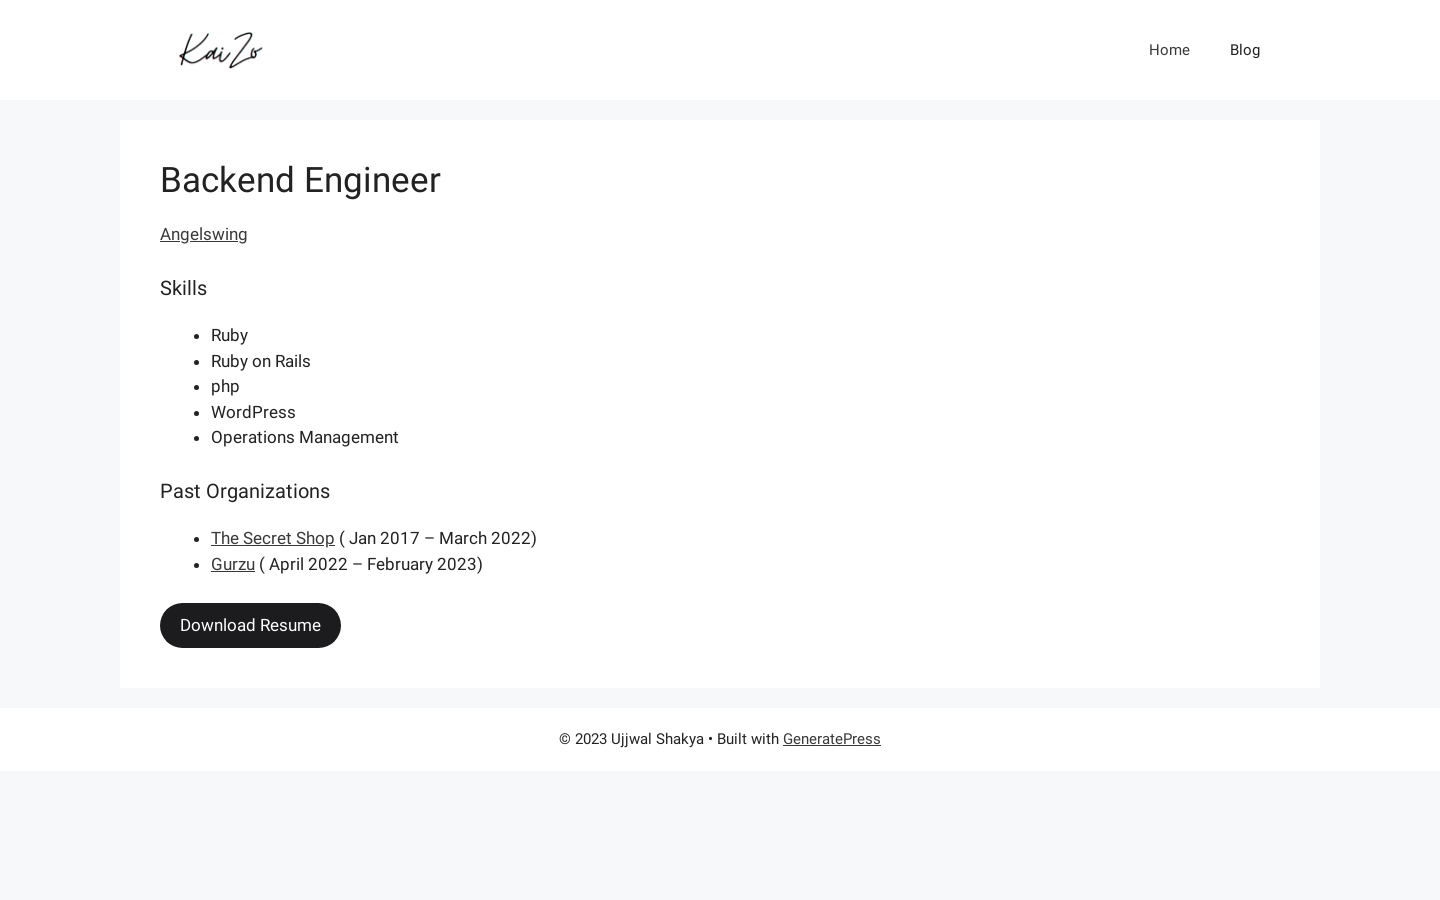 KaiZo
Home
Blog
Backend Engineer
Angelswing
Skills
• Ruby
• Ruby on Rails
• php
• WordPress
• Operations Management
Past Organizations
• The Secret Shop ( Jan 2017 – March 2022)
• Gurzu ( April 2022 – February 2023)
Download Resume
© 2023 Ujjwal Shakya • Built with GeneratePress